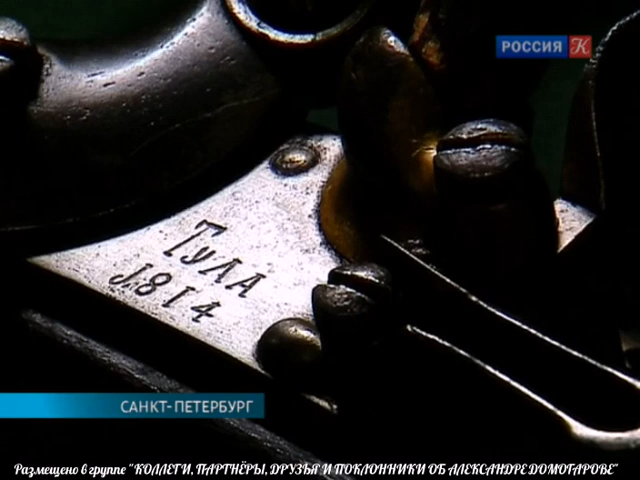 РОССИЯ К
Тула
1814
САНКТ-ПЕТЕРБУРГ
Размещено в группе "КОЛЛЕГИ, ПАРТНЁРЫ, ДРУЗЬЯ И ПОКЛОННИКИ ОБ АЛЕКСАНДРЕ ДОМОГАРОВЕ"